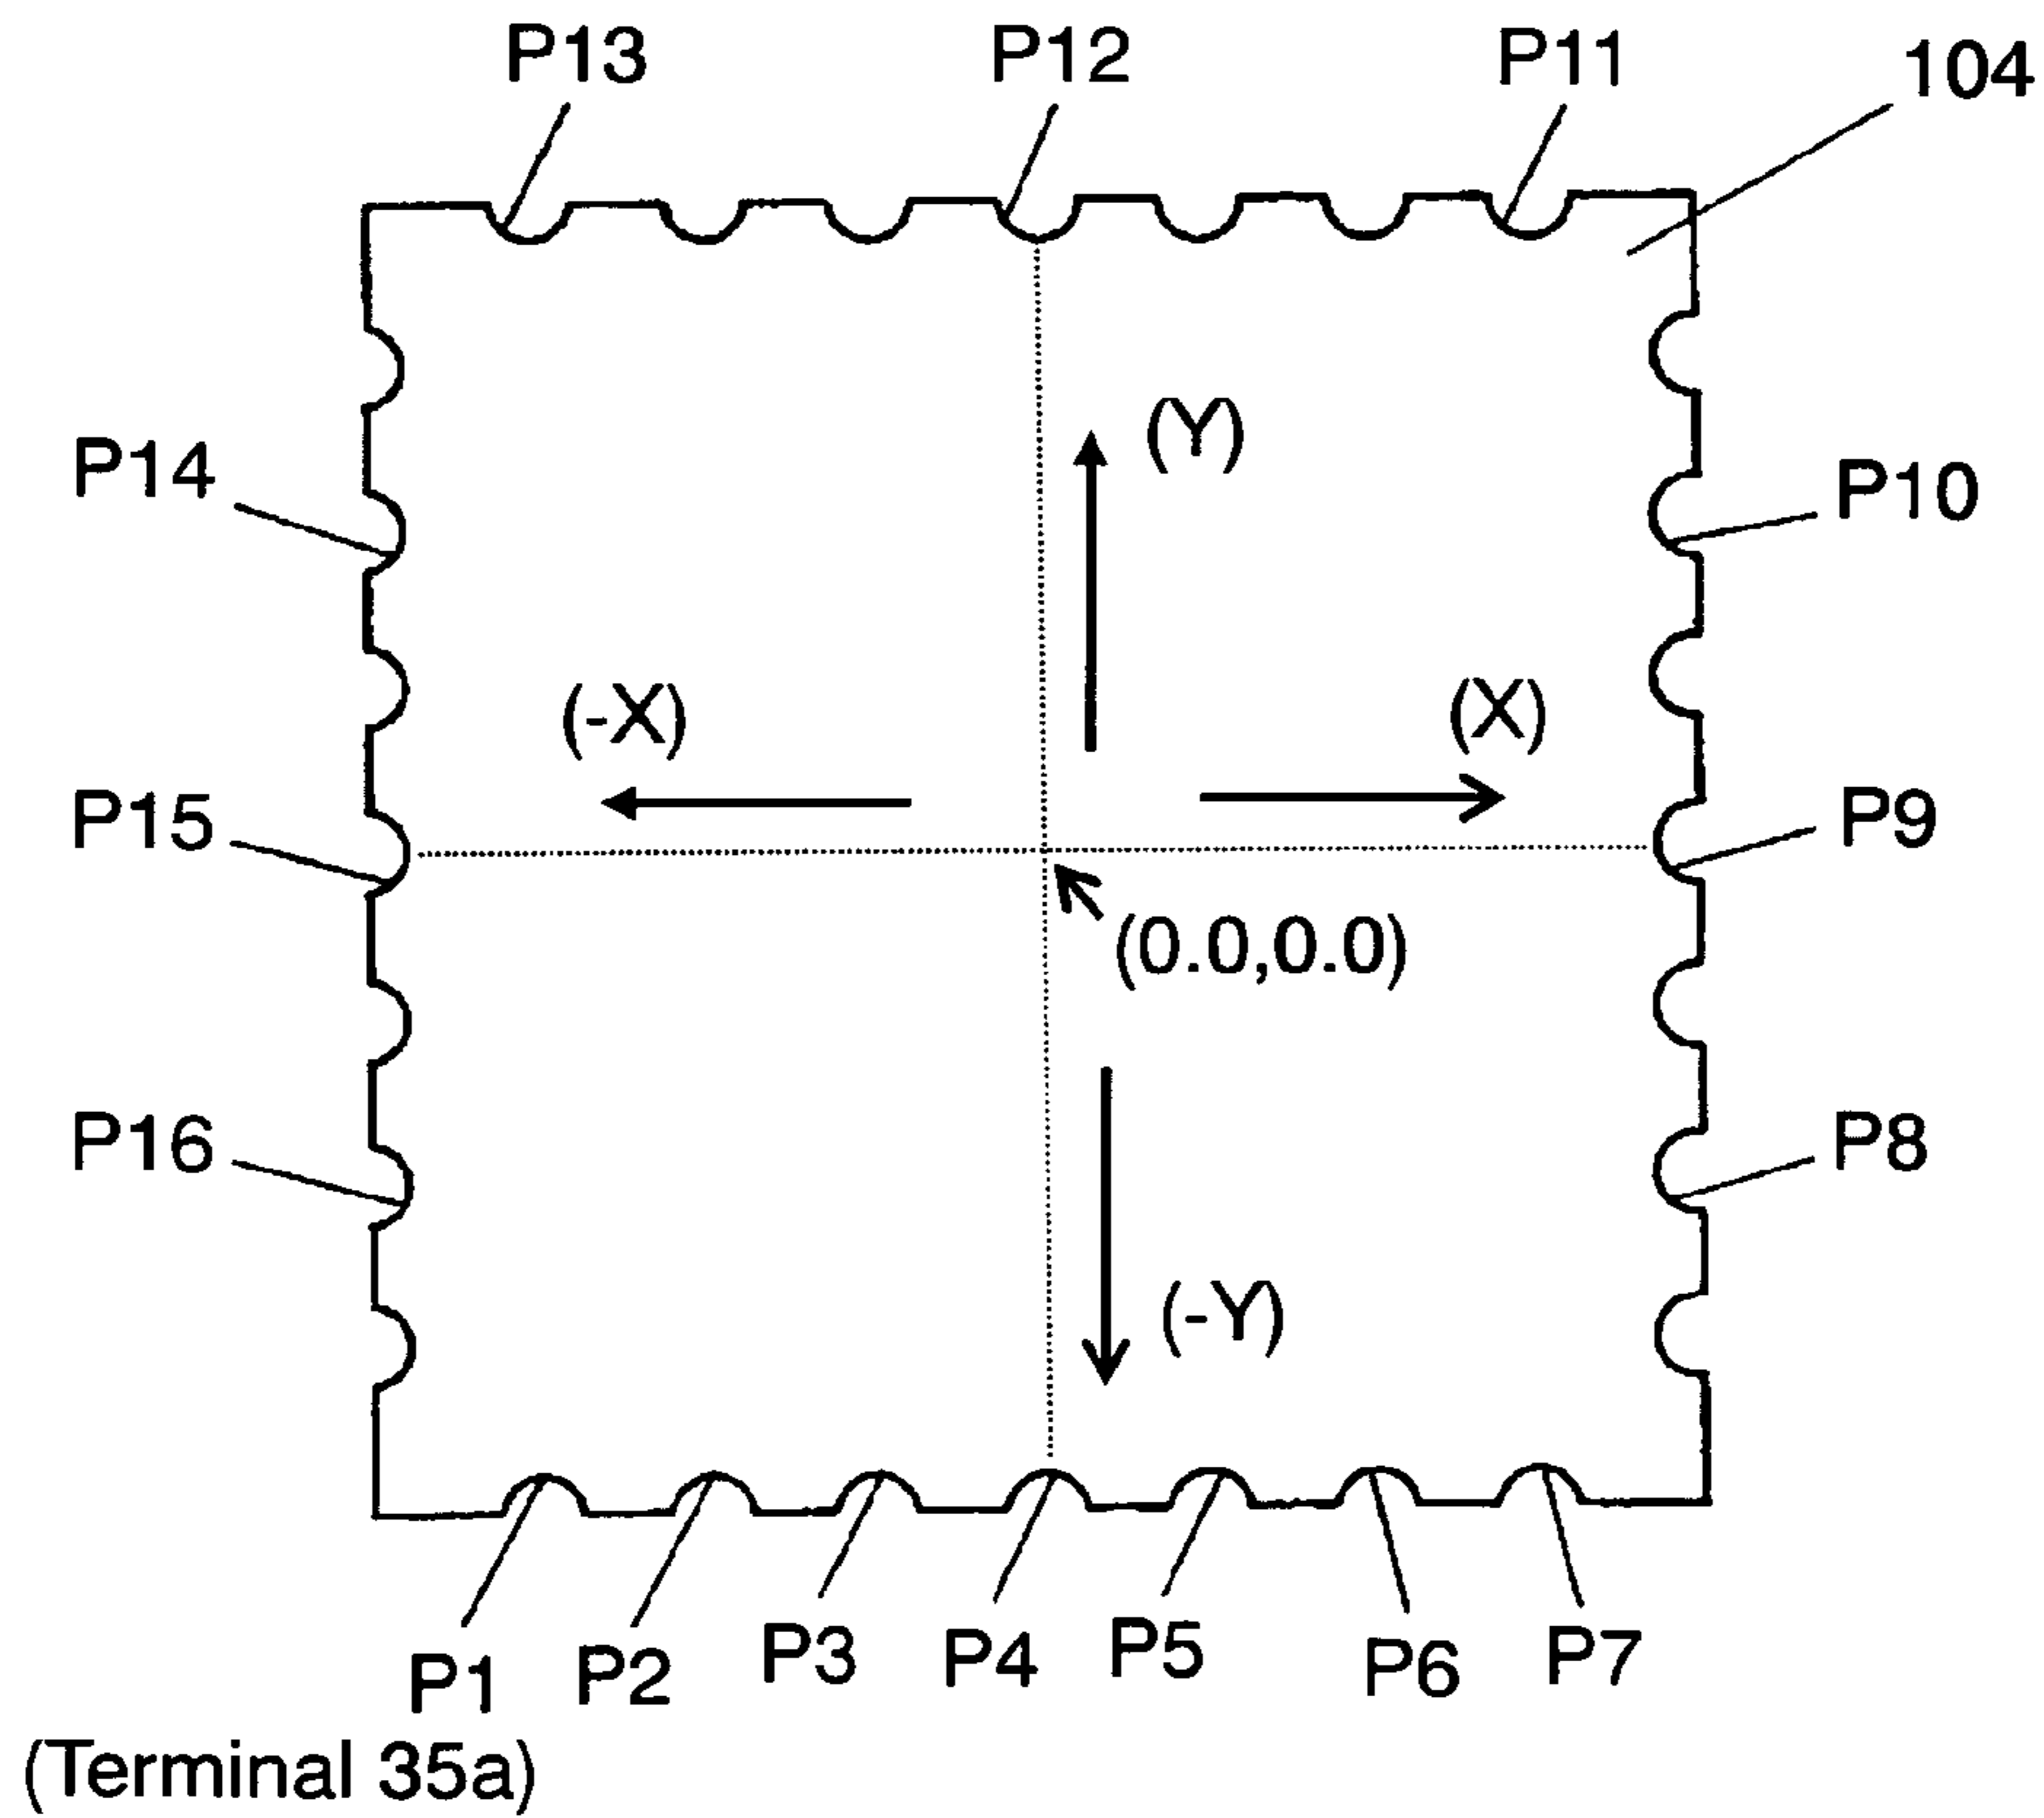 P13
P12
P11
104
P14
(Y)
P10
(-X)
(X)
P15
P9
(0.0,0.0)
P16
P8
(-Y)
P1
P2
P3
P4
P5
P6
P7
(Terminal 35a)